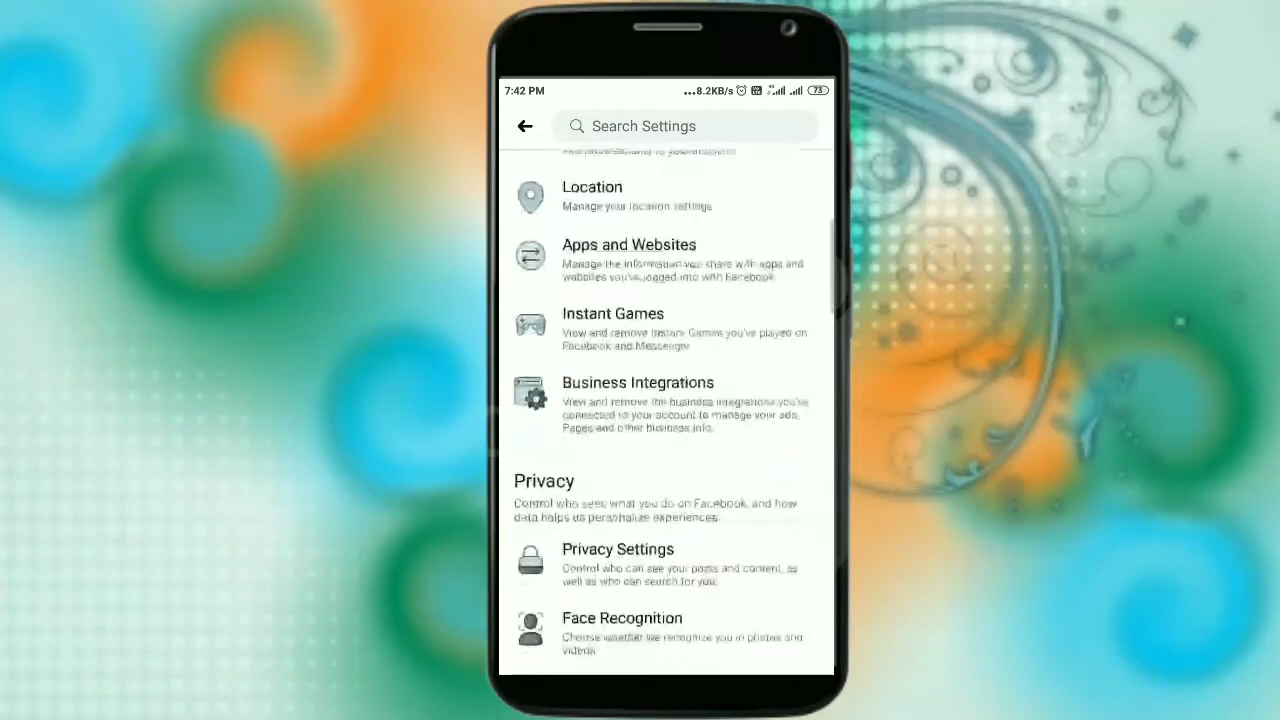 7:42 PM
...8.2KB/s
73
Search Settings
Location
Manage your location settings
Apps and Websites
Manage the information you share with apps and
websites you've logged into with Facebook
Instant Games
View and remove Instant Games you've played on
Facebook and Messenger
Business Integrations
View and remove the business integrations you've
connected to your account to manage your ads,
Pages and other business info.
Privacy
Control who sees what you do on Facebook, and how
data helps us personalize experiences.
Privacy Settings
Control who can see your posts and content, as
well as who can search for you
Face Recognition
Choose whether we recognize you in photos and
videos